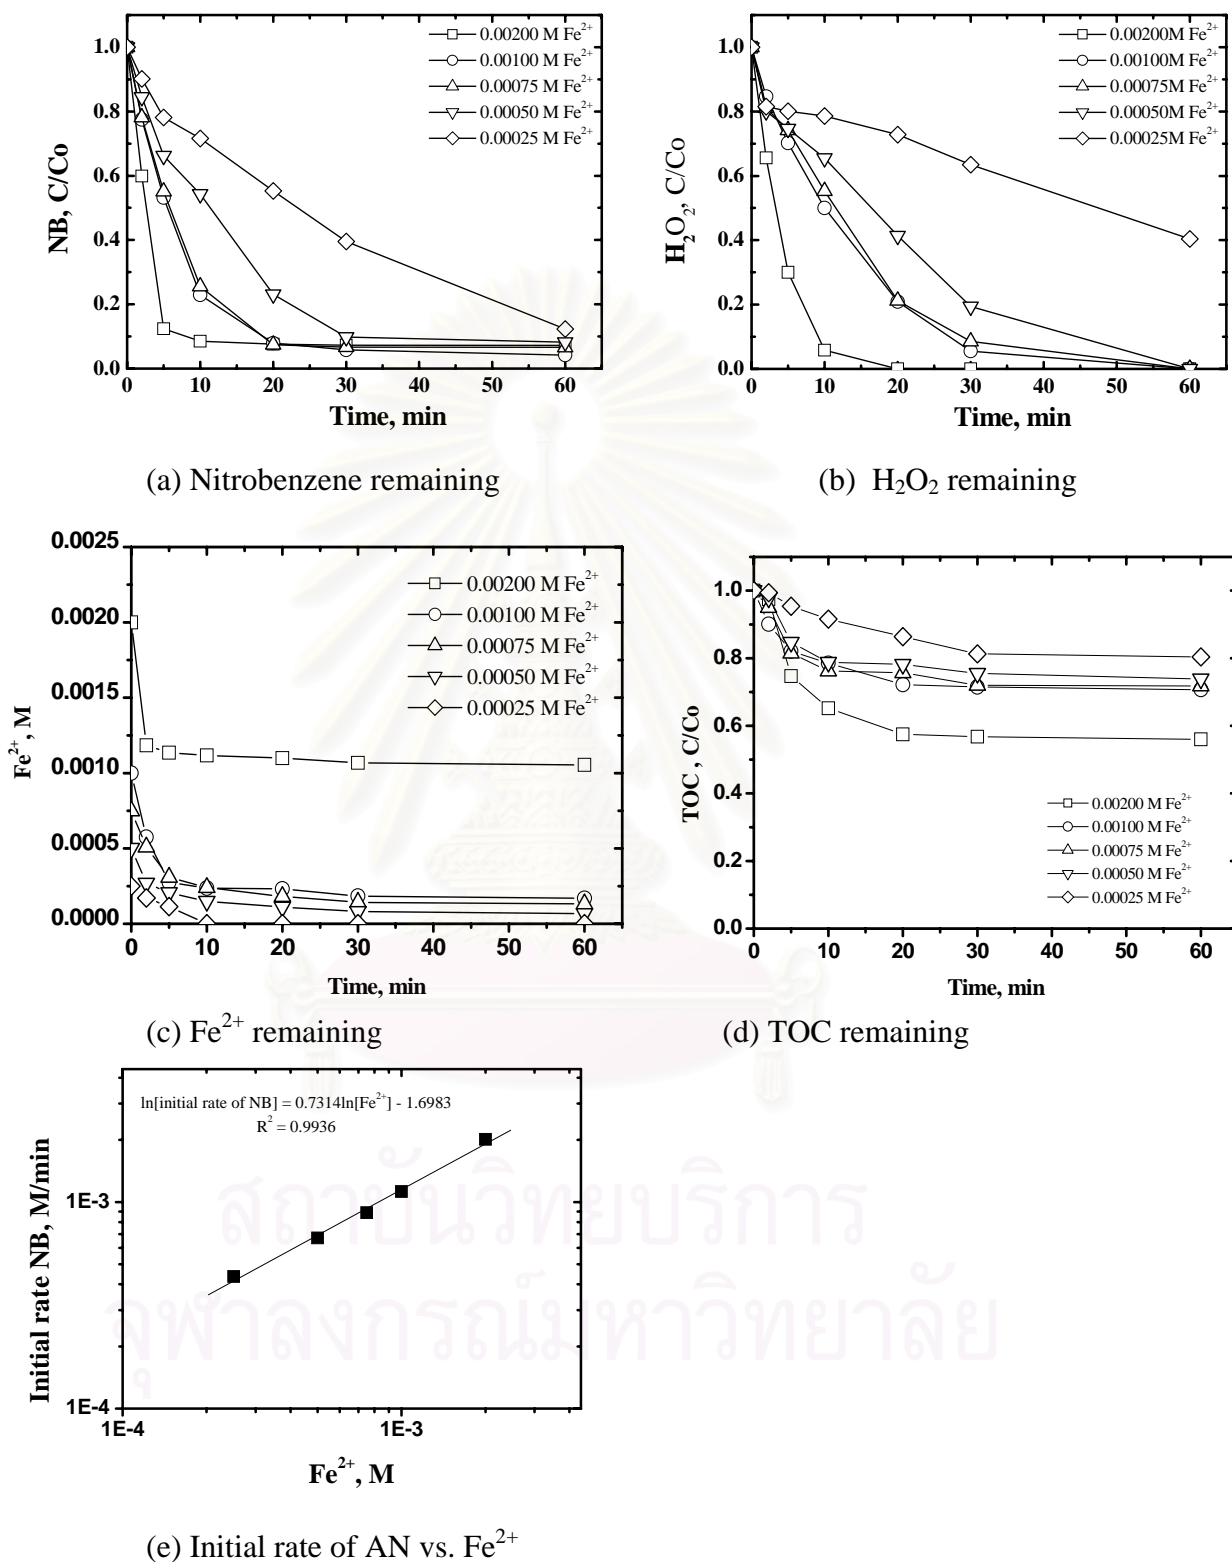 0.00200 M Fe²⁺
0.00100 M Fe²⁺
0.00075 M Fe²⁺
0.00050 M Fe²⁺
0.00025 M Fe²⁺
1.0
0.8
0.6
0.4
0.2
0.0
NB, C/Co
0 10 20 30 40 50 60
Time, min
(a) Nitrobenzene remaining
0.00200M Fe²⁺
0.00100M Fe²⁺
0.00075M Fe²⁺
0.00050M Fe²⁺
0.00025M Fe²⁺
1.0
0.8
0.6
0.4
0.2
0.0
H₂O₂, C/Co
0 10 20 30 40 50 60
Time, min
(b) H₂O₂ remaining
0.0025
0.0020
0.0015
0.0010
0.0005
0.0000
Fe²⁺, M
0.00200 M Fe²⁺
0.00100 M Fe²⁺
0.00075 M Fe²⁺
0.00050 M Fe²⁺
0.00025 M Fe²⁺
0 10 20 30 40 50 60
Time, min
(c) Fe²⁺ remaining
1.0
0.8
0.6
0.4
0.2
0.0
TOC, C/Co
0.00200 M Fe²⁺
0.00100 M Fe²⁺
0.00075 M Fe²⁺
0.00050 M Fe²⁺
0.00025 M Fe²⁺
0 10 20 30 40 50 60
Time, min
(d) TOC remaining
ln[initial rate of NB] = 0.7314ln[Fe²⁺] - 1.6983
R² = 0.9936
1E-3
1E-4
Initial rate NB, M/min
1E-4 1E-3
Fe²⁺, M
(e) Initial rate of AN vs. Fe²⁺
สถาบันวิทยบริการ
จุฬาลงกรณ์มหาวิทยาลัย